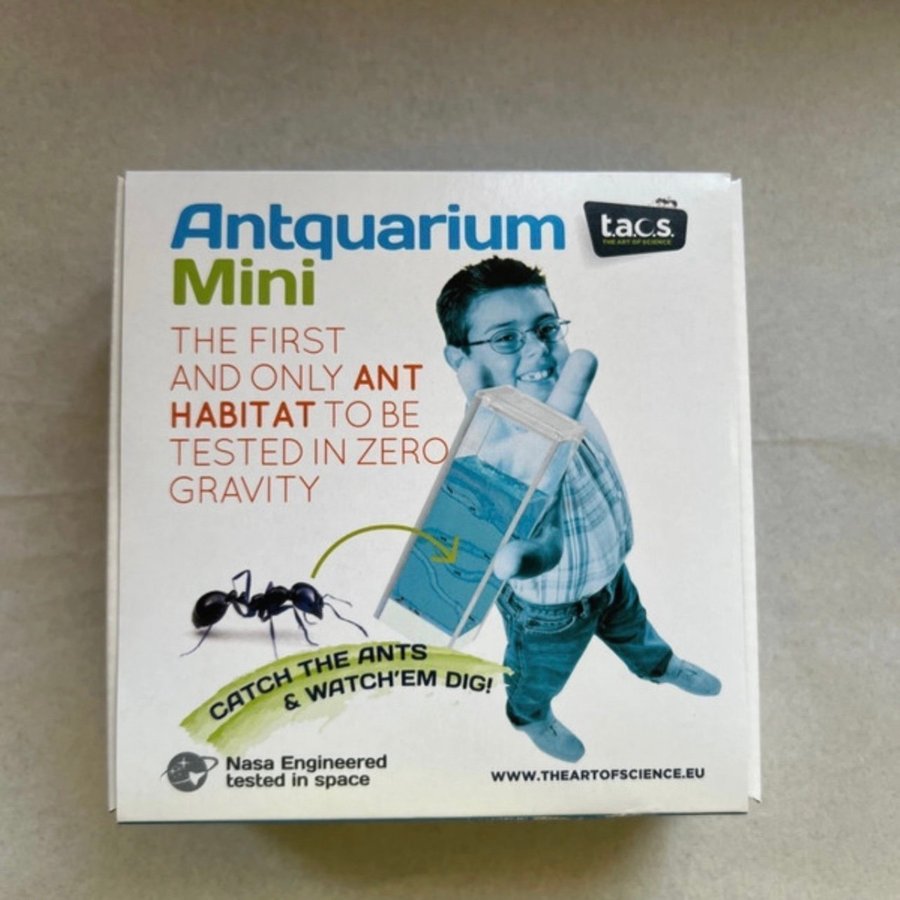 Antquarium
Mini
t.a.o.s.
THE ART OF SCIENCE
THE FIRST
AND ONLY ANT
HABITAT TO BE
TESTED IN ZERO
GRAVITY
CATCH THE ANTS
& WATCH'EM DIG!
Nasa Engineered
tested in space
WWW.THEARTOFSCIENCE.EU